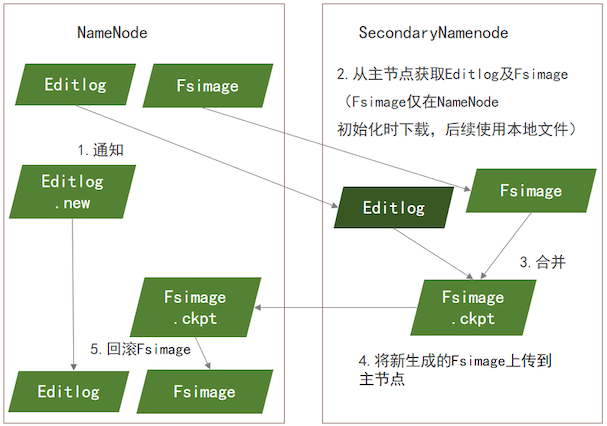 NameNode
Editlog
Fsimage
1.通知
Editlog
.new
Fsimage
.ckpt
5.回滚Fsimage
Editlog
Fsimage
SecondaryNamenode
2.从主节点获取Editlog及Fsimage
（Fsimage仅在NameNode
初始化时下载，后续使用本地文件）
Editlog
Fsimage
3.合并
Fsimage
.ckpt
4.将新生成的Fsimage上传到
主节点